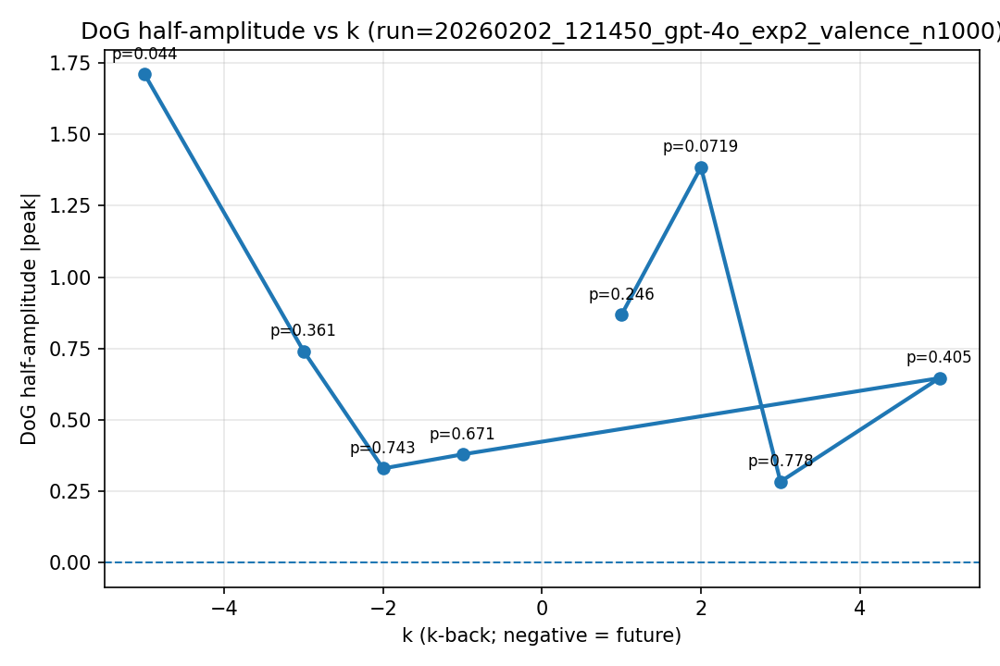 DoG half-amplitude vs k (run=20260202_121450_gpt-4o_exp2_valence_n1000)
p=0.044
p=0.0719
p=0.246
p=0.361
p=0.405
p=0.671
p=0.743
p=0.778
DoG half-amplitude |peak|
1.75
1.50
1.25
1.00
0.75
0.50
0.25
0.00
−4
−2
0
2
4
k (k-back; negative = future)